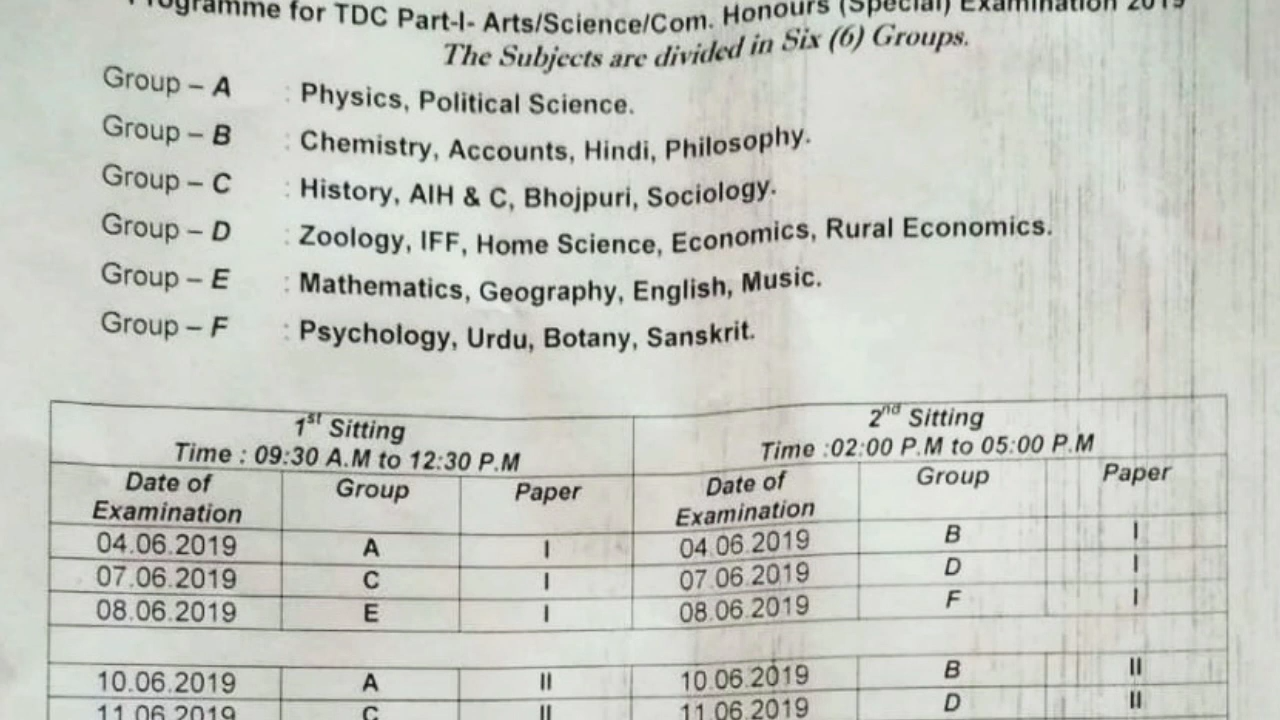 Programme for TDC Part-I- Arts/Science/Com. Honours (Special) Examination 2019
The Subjects are divided in Six (6) Groups.
Group – A : Physics, Political Science.
Group – B : Chemistry, Accounts, Hindi, Philosophy.
Group – C : History, AIH & C, Bhojpuri, Sociology.
Group – D : Zoology, IFF, Home Science, Economics, Rural Economics.
Group – E : Mathematics, Geography, English, Music.
Group – F : Psychology, Urdu, Botany, Sanskrit.
1st Sitting 2nd Sitting
Time : 09:30 A.M to 12:30 P.M Time :02:00 P.M to 05:00 P.M
Date of Group Paper Date of Group Paper
Examination Examination
04.06.2019 A I 04.06.2019 B I
07.06.2019 C I 07.06.2019 D I
08.06.2019 E I 08.06.2019 F I
10.06.2019 A II 10.06.2019 B II
11.06.2019 C II 11.06.2019 D II